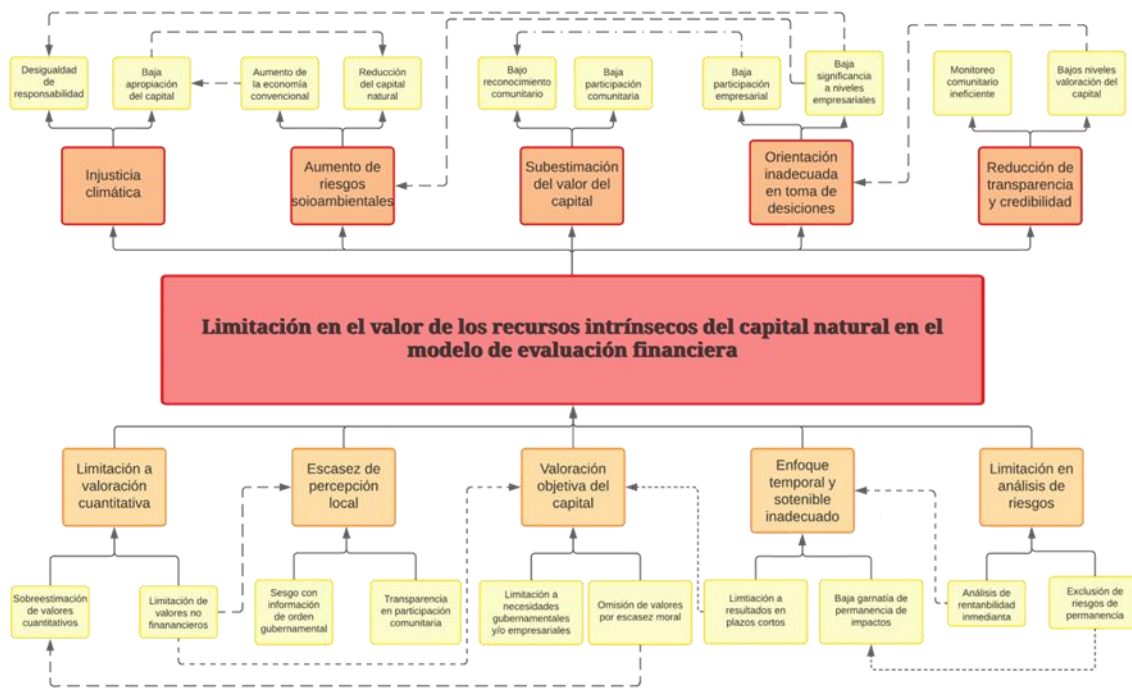 Desigualdad
de
responsabilidad
Baja
apropiación del
capital
Aumento de
la economía
convencional
Reducción
del capital
natural
Bajo
reconocimiento
comunitario
Baja
participación
comunitaria
Baja
participación
empresarial
Baja
significancia
a niveles
empresariales
Monitoreo
comunitario
ineficiente
Bajos niveles
valoración del
capital
Injusticia
climática
Aumento de
riesgos
soioambientales
Subestimación
del valor del
capital
Orientación
inadecuada
en toma de
desiciones
Reducción de
transparencia
y credibilidad
Limitación en el valor de los recursos intrínsecos del capital natural en el
modelo de evaluación financiera
Limitación a
valoración
cuantitativa
Escasez de
percepción
local
Valoración
objetiva del
capital
Enfoque
temporal y
sotenible
inadecuado
Limitación en
análisis de
riesgos
Sobreestimación
de valores
cuantitativos
Limitación de
valores no
finanancieros
Sesgo con
información
de orden
gubernamental
Transparencia
en participación
comunitaria
Limitación a
necesidades
gubernamentales
y/o empresariales
Omisión de valores
por escasez moral
Limtiación a
resultados en
plazos cortos
Baja garnatía de
permanencia de
impactos
Análisis de
rentanbilidad
inmedianta
Exclusión de
riesgos de
permanencia